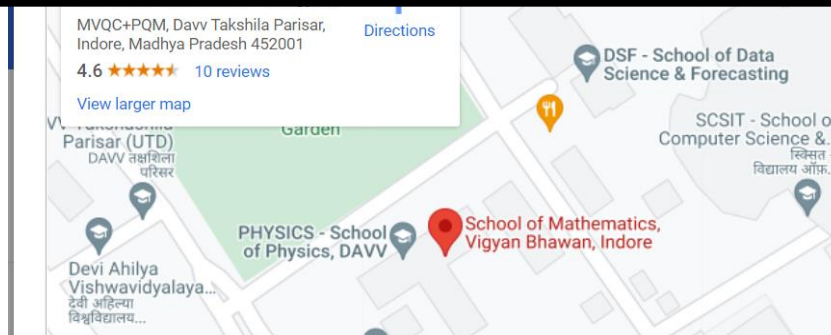 MVQC+PQM, Davv Takshila Parisar,
Indore, Madhya Pradesh 452001
Directions
4.6
10 reviews
View larger map
Parisar (UTD)
DAVV तक्षशिला
परिसर
Garden
DSF - School of Data
Science & Forecasting
SCSIT - School o
Computer Science &.
स्कित
विद्यालय ऑफ़.
PHYSICS - School
of Physics, DAVV
School of Mathematics,
Vigyan Bhawan, Indore
Devi Ahilya
Vishwavidyalaya...
देवी अहिल्या
विश्वविद्यालय...